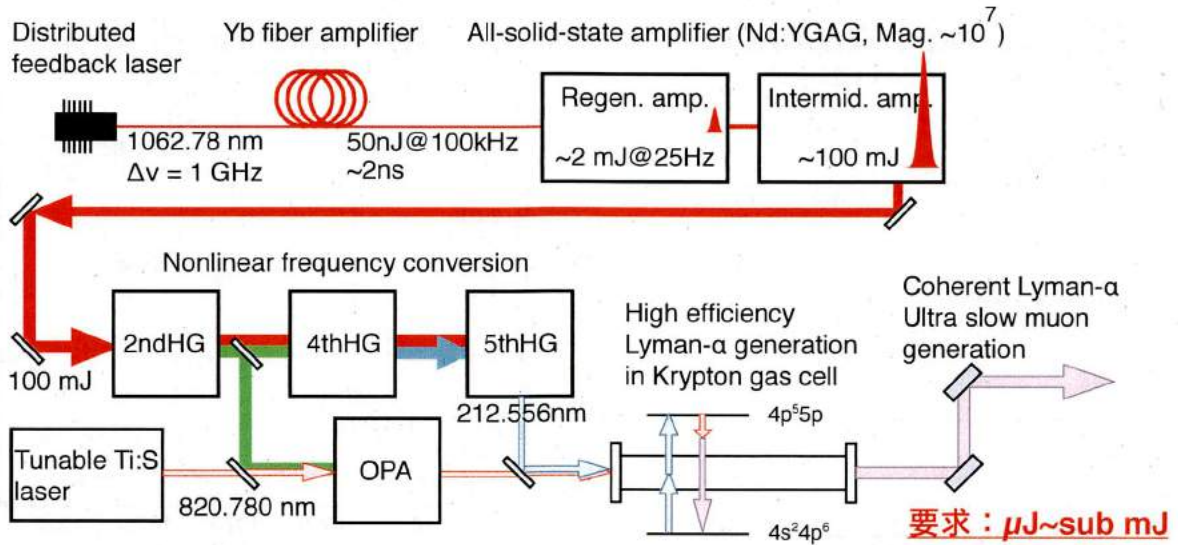 Distributed
feedback laser
Yb fiber amplifier
All-solid-state amplifier (Nd:YGAG, Mag. ~10⁷)
1062.78 nm
Δν = 1 GHz
50nJ@100kHz
~2ns
Regen. amp.
~2 mJ@25Hz
Intermid. amp.
~100 mJ
Nonlinear frequency conversion
2ndHG
4thHG
5thHG
100 mJ
212.556nm
Tunable Ti:S
laser
820.780 nm
OPA
High efficiency
Lyman-α generation
in Krypton gas cell
4p⁵5p
4s²4p⁶
Coherent Lyman-α
Ultra slow muon
generation
要求：μJ~sub mJ